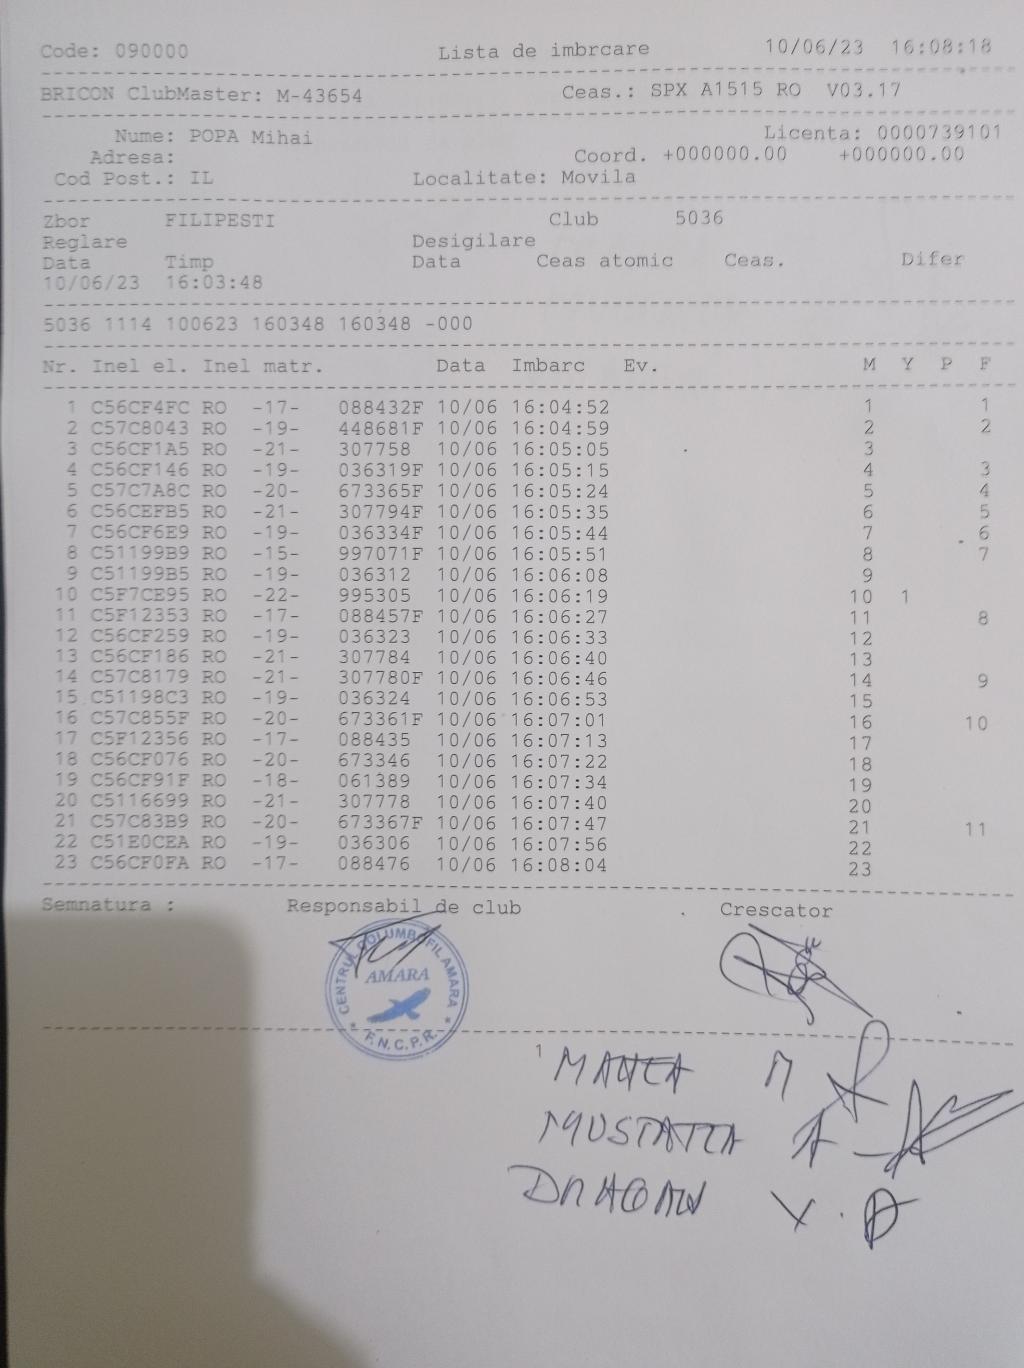 Code: 090000 Lista de imbrcare 10/06/23 16:08:18
BRICON ClubMaster: M-43654 Ceas.: SPX A1515 RO V03.17
Nume: POPA Mihai Licenta: 0000739101
Adresa: Coord. +000000.00 +000000.00
Cod Post.: IL Localitate: Movila
Zbor FILIPESTI Club 5036
Reglare Desigilare
Data Timp Data Ceas atomic Ceas. Difer
10/06/23 16:03:48
5036 1114 100623 160348 160348 -000
Nr. Inel el. Inel matr. Data Imbarc Ev. M Y P F
1 C56CF4FC RO -17- 088432F 10/06 16:04:52 1 1
2 C57C8043 RO -19- 448681F 10/06 16:04:59 2 2
3 C56CF1A5 RO -21- 307758 10/06 16:05:05 3
4 C56CF146 RO -19- 036319F 10/06 16:05:15 4 3
5 C57C7A8C RO -20- 673365F 10/06 16:05:24 5 4
6 C56CEFB5 RO -21- 307794F 10/06 16:05:35 6 5
7 C56CF6E9 RO -19- 036334F 10/06 16:05:44 7 6
8 C51199B9 RO -15- 997071F 10/06 16:05:51 8 7
9 C51199B5 RO -19- 036312 10/06 16:06:08 9
10 C5F7CE95 RO -22- 995305 10/06 16:06:19 10 1
11 C5F12353 RO -17- 088457F 10/06 16:06:27 11 8
12 C56CF259 RO -19- 036323 10/06 16:06:33 12
13 C56CF186 RO -21- 307784 10/06 16:06:40 13
14 C57C8179 RO -21- 307780F 10/06 16:06:46 14 9
15 C51198C3 RO -19- 036324 10/06 16:06:53 15
16 C57C855F RO -20- 673361F 10/06 16:07:01 16 10
17 C5F12356 RO -17- 088435 10/06 16:07:13 17
18 C56CF076 RO -20- 673346 10/06 16:07:22 18
19 C56CF91F RO -18- 061389 10/06 16:07:34 19
20 C5116699 RO -21- 307778 10/06 16:07:40 20
21 C57C83B9 RO -20- 673367F 10/06 16:07:47 21 11
22 C51E0CEA RO -19- 036306 10/06 16:07:56 22
23 C56CF0FA RO -17- 088476 10/06 16:08:04 23
Semnatura : Responsabil de club Crescator
CENTRUL COLUMBOFIL AMARA
AMARA
* F.N.C.P.R. *
1
MANEA M
MUSTATEA A
DRAGAN V.